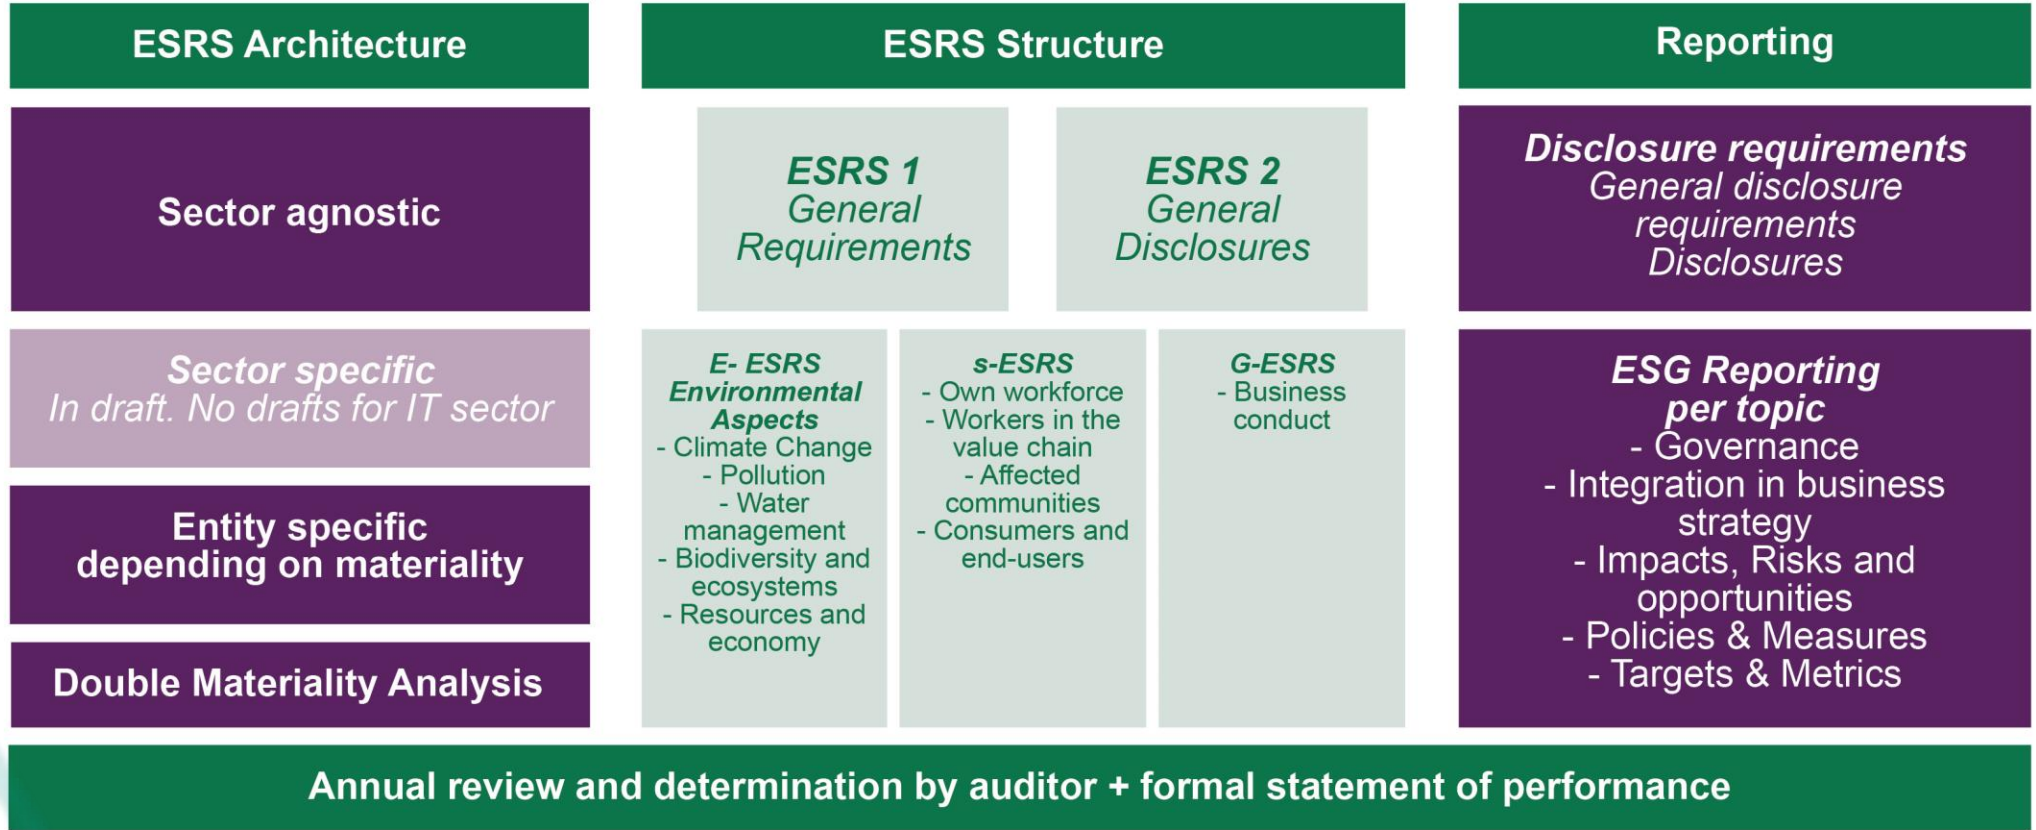 ESRS Architecture
ESRS Structure
Reporting
Sector agnostic
ESRS 1
General
Requirements
ESRS 2
General
Disclosures
Disclosure requirements
General disclosure
requirements
Disclosures
Sector specific
In draft. No drafts for IT sector
Entity specific
depending on materiality
Double Materiality Analysis
E- ESRS
Environmental
Aspects
- Climate Change
- Pollution
- Water
management
- Biodiversity and
ecosystems
- Resources and
economy
s-ESRS
- Own workforce
- Workers in the
value chain
- Affected
communities
- Consumers and
end-users
G-ESRS
- Business
conduct
ESG Reporting
per topic
- Governance
- Integration in business
strategy
- Impacts, Risks and
opportunities
- Policies & Measures
- Targets & Metrics
Annual review and determination by auditor + formal statement of performance